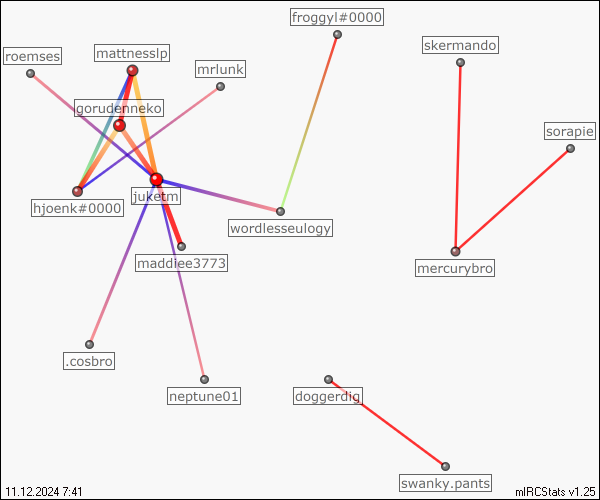 froggyl#0000
skermando
mattnesslp
roemses
mrlunk
gorudenneko
sorapie
juketm
hjoenk#0000
wordlesseulogy
maddiee3773
mercurybro
.cosbro
neptune01
doggerdig
swanky.pants
11.12.2024 7:41
mIRCStats v1.25